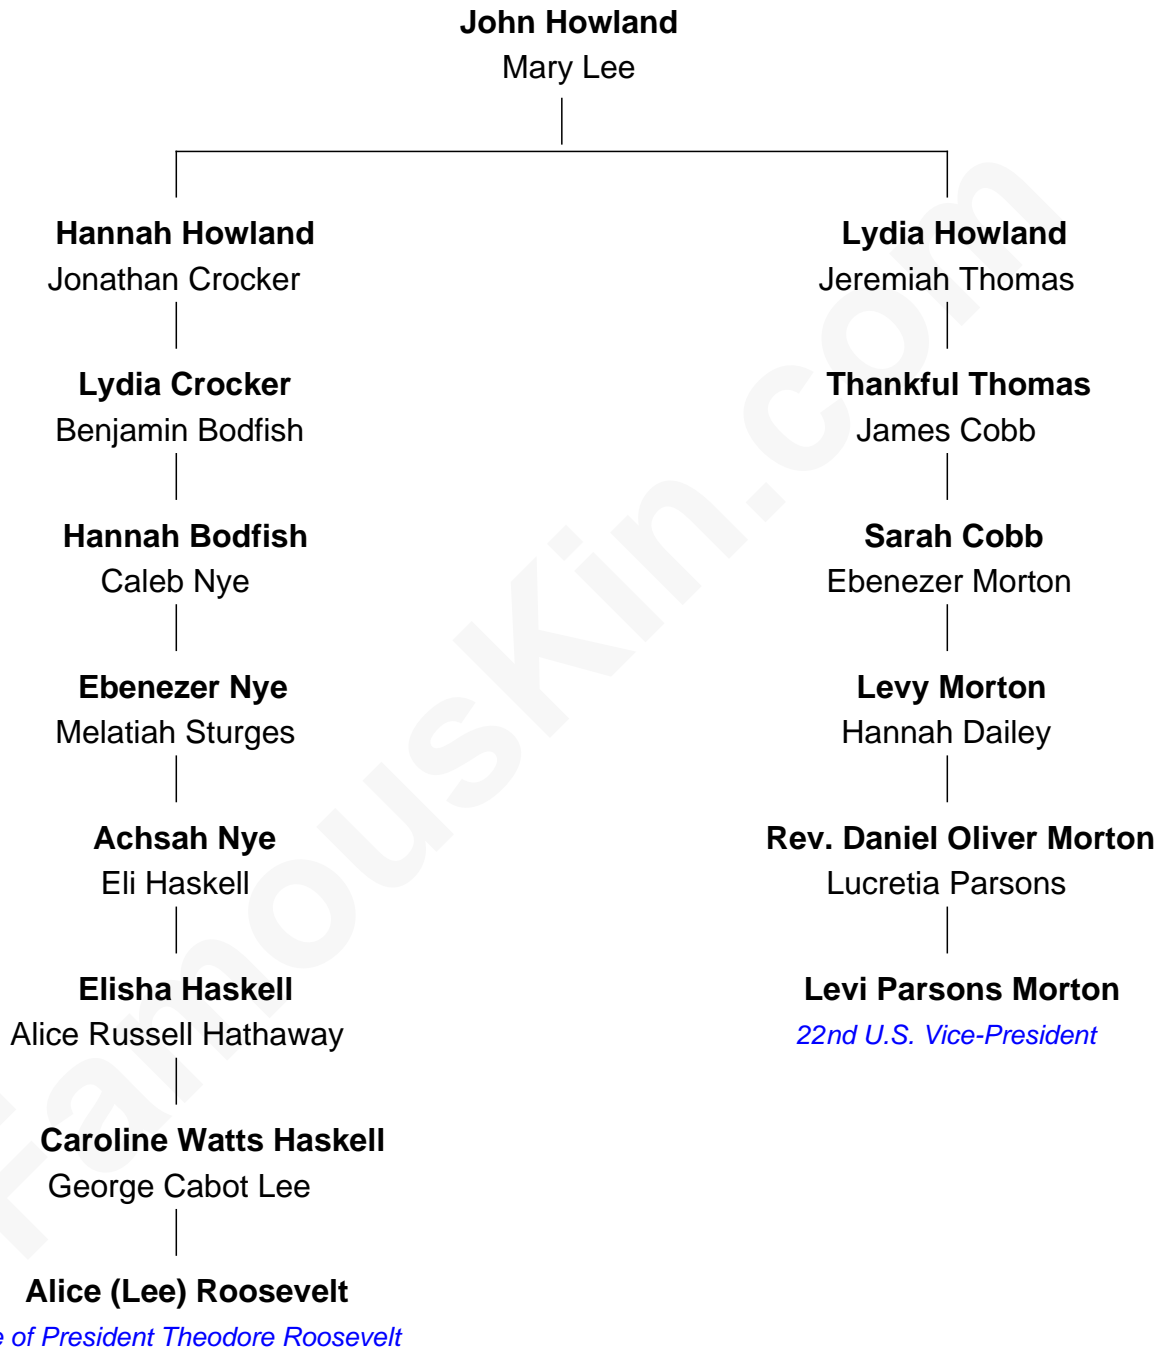 John Howland
Mary Lee
Hannah Howland
Jonathan Crocker
Lydia Howland
Jeremiah Thomas
Lydia Crocker
Benjamin Bodfish
Thankful Thomas
James Cobb
Hannah Bodfish
Caleb Nye
Sarah Cobb
Ebenezer Morton
Ebenezer Nye
Melatiah Sturges
Levy Morton
Hannah Dailey
Achsah Nye
Eli Haskell
Rev. Daniel Oliver Morton
Lucretia Parsons
Elisha Haskell
Alice Russell Hathaway
Levi Parsons Morton
22nd U.S. Vice-President
Caroline Watts Haskell
George Cabot Lee
Alice (Lee) Roosevelt
e of President Theodore Roosevelt
FamousKin.com